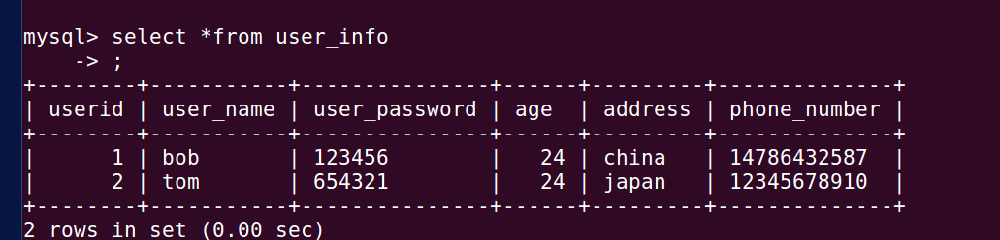 mysql> select *from user_info
    -> ;
+--------+-----------+---------------+------+---------+--------------+
| userid | user_name | user_password | age  | address | phone_number |
+--------+-----------+---------------+------+---------+--------------+
|      1 | bob       | 123456        |   24 | china   | 14786432587  |
|      2 | tom       | 654321        |   24 | japan   | 12345678910  |
+--------+-----------+---------------+------+---------+--------------+
2 rows in set (0.00 sec)